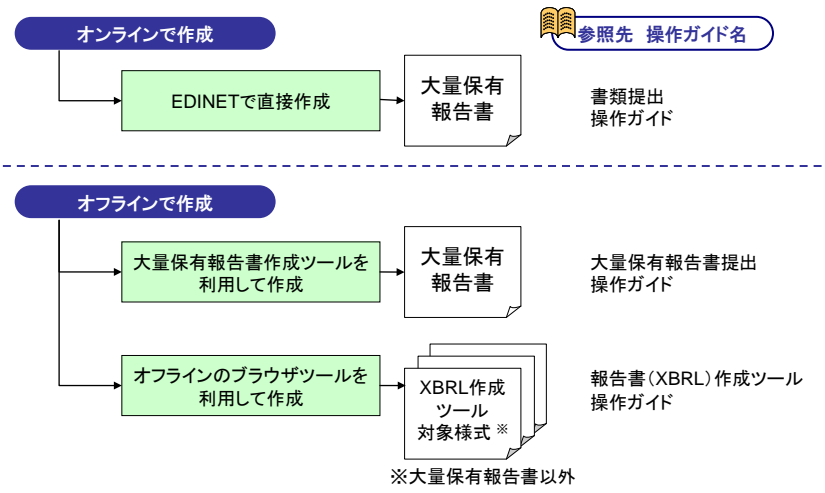 オンラインで作成
参照先 操作ガイド名
EDINETで直接作成
大量保有
報告書
書類提出
操作ガイド
オフラインで作成
大量保有報告書作成ツールを
利用して作成
大量保有
報告書
大量保有報告書提出
操作ガイド
オフラインのブラウザツールを
利用して作成
XBRL作成
ツール
対象様式※
報告書(XBRL)作成ツール
操作ガイド
※大量保有報告書以外